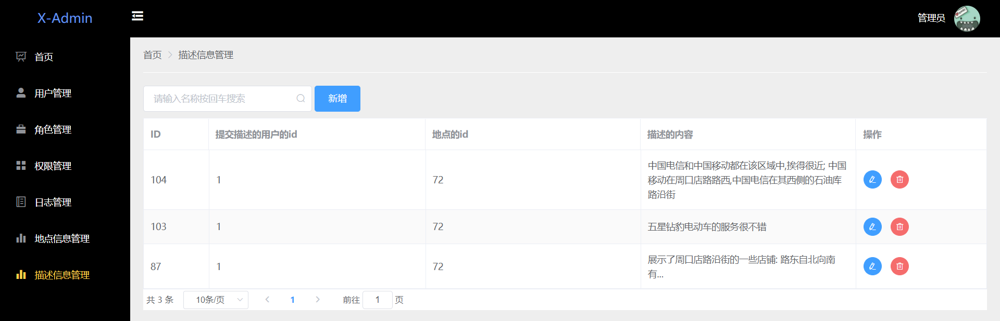 X-Admin
管理员
首页
用户管理
角色管理
权限管理
日志管理
地点信息管理
描述信息管理
首页 描述信息管理
请输入名称按回车搜索 新增
ID 提交描述的用户的id 地点的id 描述的内容 操作
104 1 72 中国电信和中国移动都在该区域中,挨得很近; 中国
移动在周口店路路西,中国电信在其西侧的石油库
路沿街
103 1 72 五星钻豹电动车的服务很不错
87 1 72 展示了周口店路沿街的一些店铺: 路东自北向南
有...
共 3 条 10条/页 1 前往 1 页